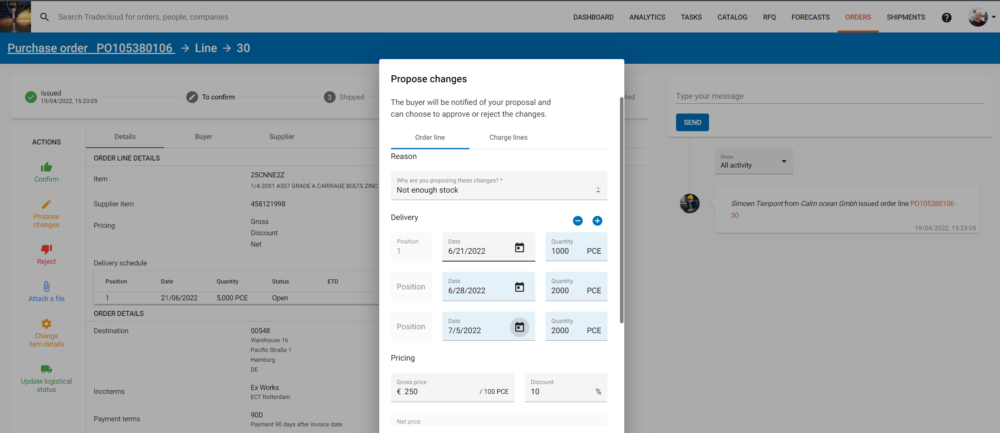 Search Tradecloud for orders, people, companies
DASHBOARD
ANALYTICS
TASKS
CATALOG
RFQ
FORECASTS
ORDERS
SHIPMENTS
?
Purchase order PO105380106 → Line → 30
Issued
19/04/2022, 15:23:05
To confirm
3 Shipped
ACTIONS
Confirm
Propose
changes
Reject
Attach a file
Change
item details
Update logistical
status
Details
Buyer
Supplier
ORDER LINE DETAILS
Item
25CNNE2Z
1/4-20X1 A307 GRADE A CARRIAGE BOLTS ZINC
Supplier item
458121998
Pricing
Gross
Discount
Net
Delivery schedule
Position Date Quantity Status ETD
1 21/06/2022 5,000 PCE Open
ORDER DETAILS
Destination
00548
Warehouse 16
Pacific Straße 1
Hamburg
DE
Incoterms
Ex Works
ECT Rotterdam
Payment terms
90D
Payment 90 days after invoice date
Propose changes
The buyer will be notified of your proposal and
can choose to approve or reject the changes.
Order line
Charge lines
Reason
Why are you proposing these changes? *
Not enough stock
Delivery
Position
1
Date
6/21/2022
Quantity
1000 PCE
Position
Date
6/28/2022
Quantity
2000 PCE
Position
Date
7/5/2022
Quantity
2000 PCE
Pricing
Gross price
€ 250 / 100 PCE
Discount
10 %
Net price
Type your message
SEND
Show
All activity
Simoen Tienpont from Calm ocean Gmbh issued order line PO105380106 -
30
19/04/2022, 15:23:05